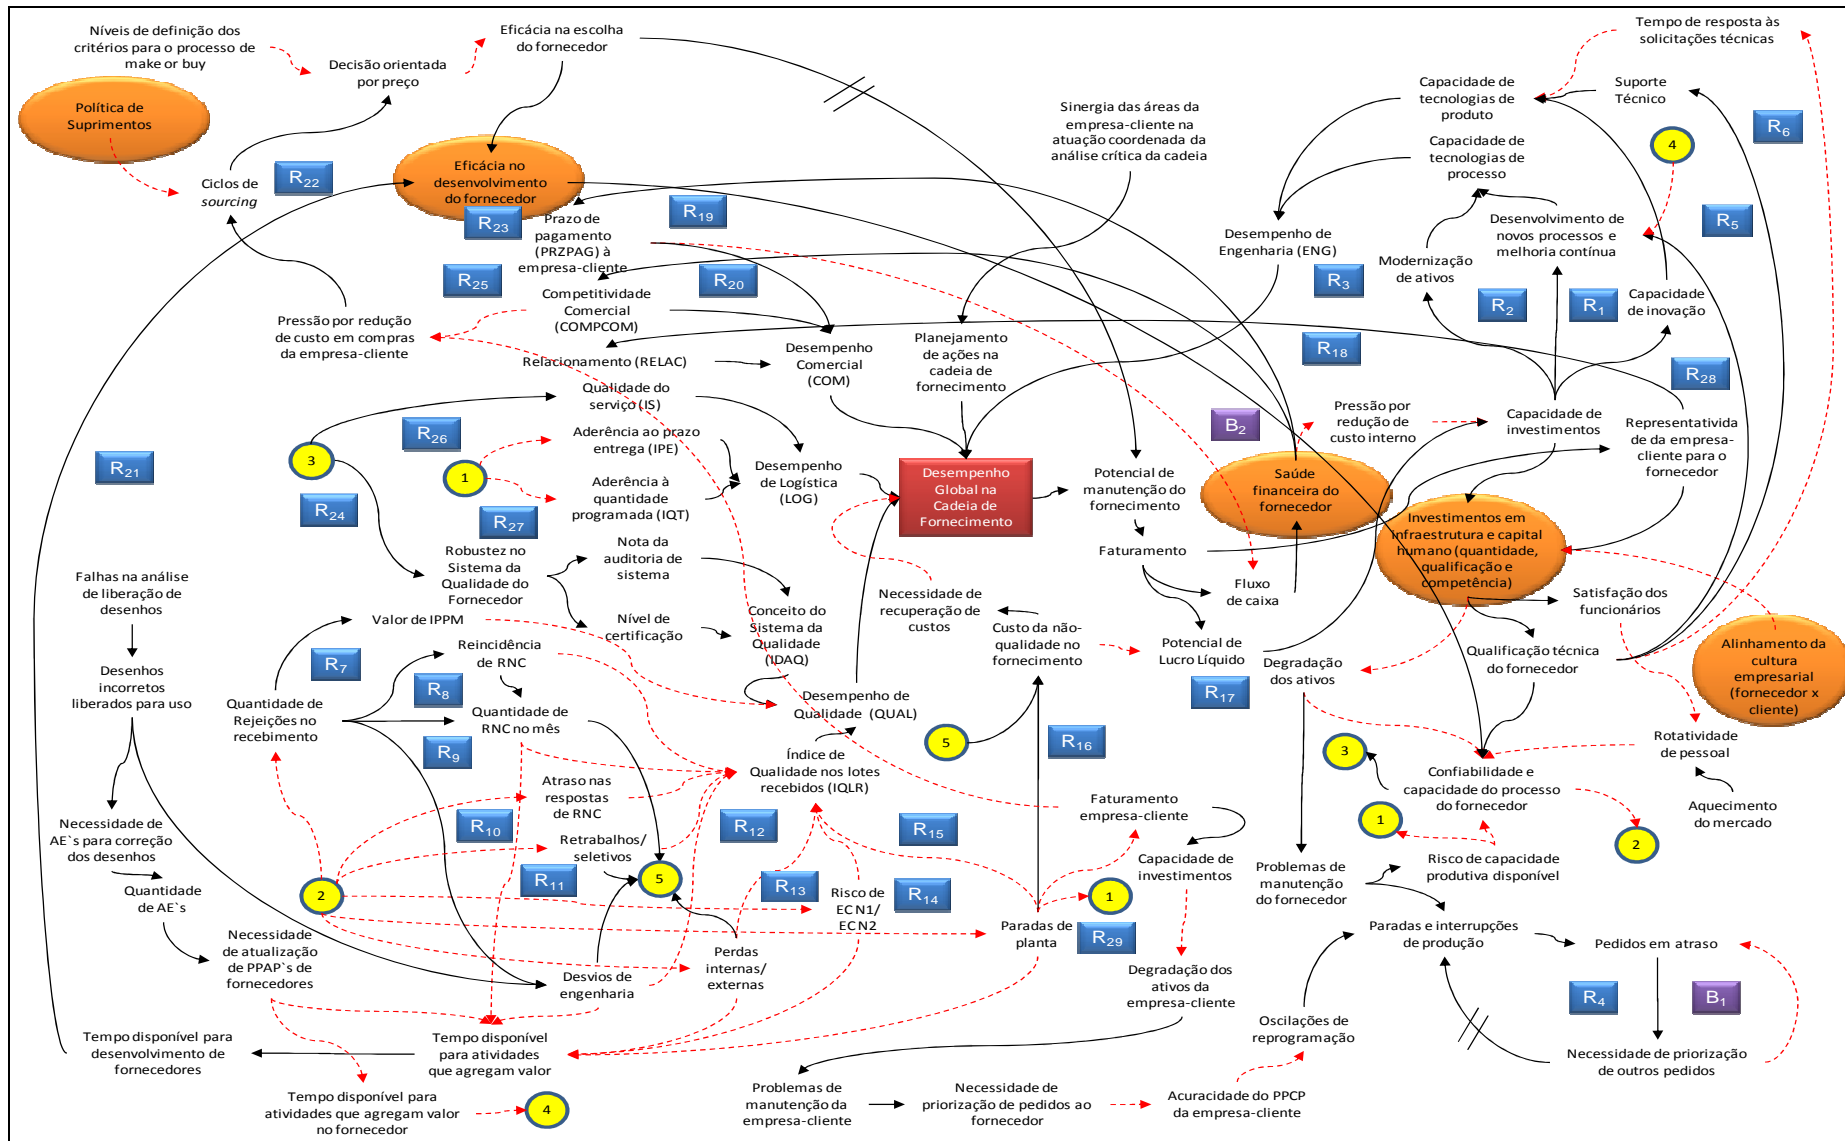 Níveis de definição dos
critérios para o processo de
make or buy
Decisão orientada
por preço
Eficácia na escolha
do fornecedor
Política de
Suprimentos
Ciclos de
sourcing
R22
Eficácia no
desenvolvimento
do fornecedor
R23
Prazo de
pagamento
(PRZPAG) à
empresa-cliente
R19
Sinergia das áreas da
empresa-cliente na
atuação coordenada da
análise crítica da cadeia
Capacidade de
tecnologias de
produto
Suporte
Técnico
Tempo de resposta às
solicitações técnicas
R6
4
Capacidade de
tecnologias de
processo
R5
Desenvolvimento de
novos processos e
melhoria contínua
Desempenho de
Engenharia (ENG)
R3
Modernização
de ativos
R2
R1
Capacidade
de inovação
R25
R20
Competitividade
Comercial
(COMPCOM)
Pressão por redução
de custo em compras
da empresa-cliente
Relacionamento (RELAC)
Desempenho
Comercial
(COM)
Planejamento
de ações na
cadeia de
fornecimento
R18
R28
Qualidade do
serviço (IS)
R26
3
1
Aderência ao prazo
entrega (IPE)
Aderência à
quantidade
programada (IQT)
Desempenho
de Logística
(LOG)
R21
R24
R27
Desempenho
Global na
Cadeia de
Fornecimento
Potencial de
manutenção do
fornecimento
B2
Pressão por
redução de
custo interno
Capacidade de
investimentos
Representativida
de da empresa-
cliente para o
fornecedor
Saúde
financeira do
fornecedor
Investimentos em
infraestrutura e capital
humano (quantidade,
qualificação e
competência)
Faturamento
Fluxo
de caixa
Robustez no
Sistema da
Qualidade do
Fornecedor
Nota da
auditoria de
sistema
Nível de
certificação
Conceito do
Sistema da
Qualidade
(IDAQ)
Necessidade de
recuperação de
custos
Custo da não-
qualidade no
fornecimento
Potencial de
Lucro Líquido
R17
Degradação
dos ativos
Satisfação dos
funcionários
Qualificação técnica
do fornecedor
Alinhamento da
cultura
empresarial
(fornecedor x
cliente)
Falhas na análise
de liberação de
desenhos
Desenhos
incorretos
liberados para uso
Valor de IPPM
R7
Reincidência
de RNC
R8
Quantidade de
Rejeições no
recebimento
Quantidade de
RNC no mês
R9
Desempenho de
Qualidade (QUAL)
5
R16
Índice de
Qualidade nos lotes
recebidos (IQLR)
3
Rotatividade
de pessoal
Confiabilidade e
capacidade do processo
do fornecedor
Aquecimento
do mercado
Atraso nas
respostas
de RNC
R10
R12
R15
Faturamento
empresa-cliente
1
2
Necessidade de
AE`s para correção
dos desenhos
Quantidade
de AE`s
Retrabalhos/
seletivos
R11
5
R13
R14
Risco de
ECN1/
ECN2
2
Capacidade de
investimentos
1
Problemas de
manutenção
do fornecedor
Risco de capacidade
produtiva disponível
Paradas de
planta
R29
Paradas e interrupções
de produção
Pedidos em atraso
Necessidade
de atualização
de PPAP`s de
fornecedores
Desvios de
engenharia
Perdas
internas/
externas
Degradação dos
ativos da
empresa-cliente
R4
B1
Oscilações de
reprogramação
Tempo disponível para
desenvolvimento de
fornecedores
Tempo disponível
para atividades
que agregam valor
Necessidade de priorização
de outros pedidos
Tempo disponível para
atividades que agregam valor
no fornecedor
4
Problemas de
manutenção da
empresa-cliente
Necessidade de
priorização de pedidos ao
fornecedor
Acuracidade do PPCP
da empresa-cliente